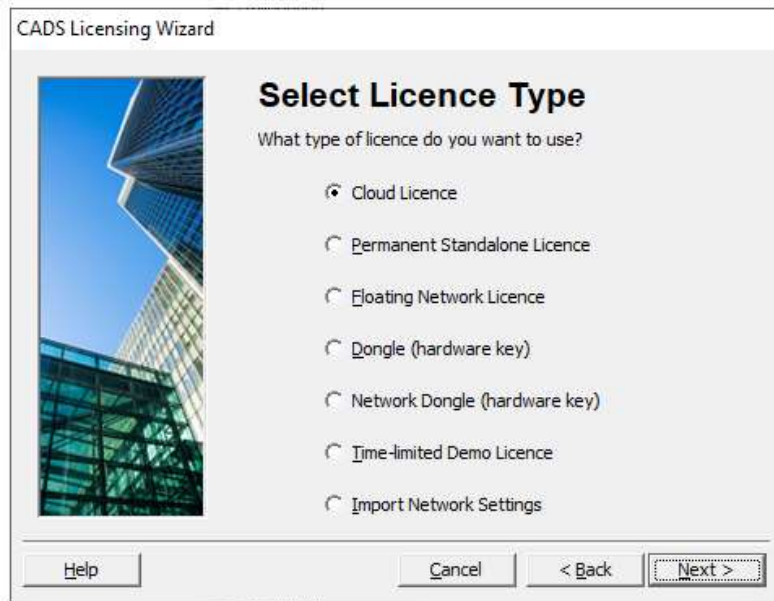 CADS Licensing Wizard
Select Licence Type
What type of licence do you want to use?
Cloud Licence
Permanent Standalone Licence
Floating Network Licence
Dongle (hardware key)
Network Dongle (hardware key)
Time-limited Demo Licence
Import Network Settings
Help
Cancel
< Back
Next >